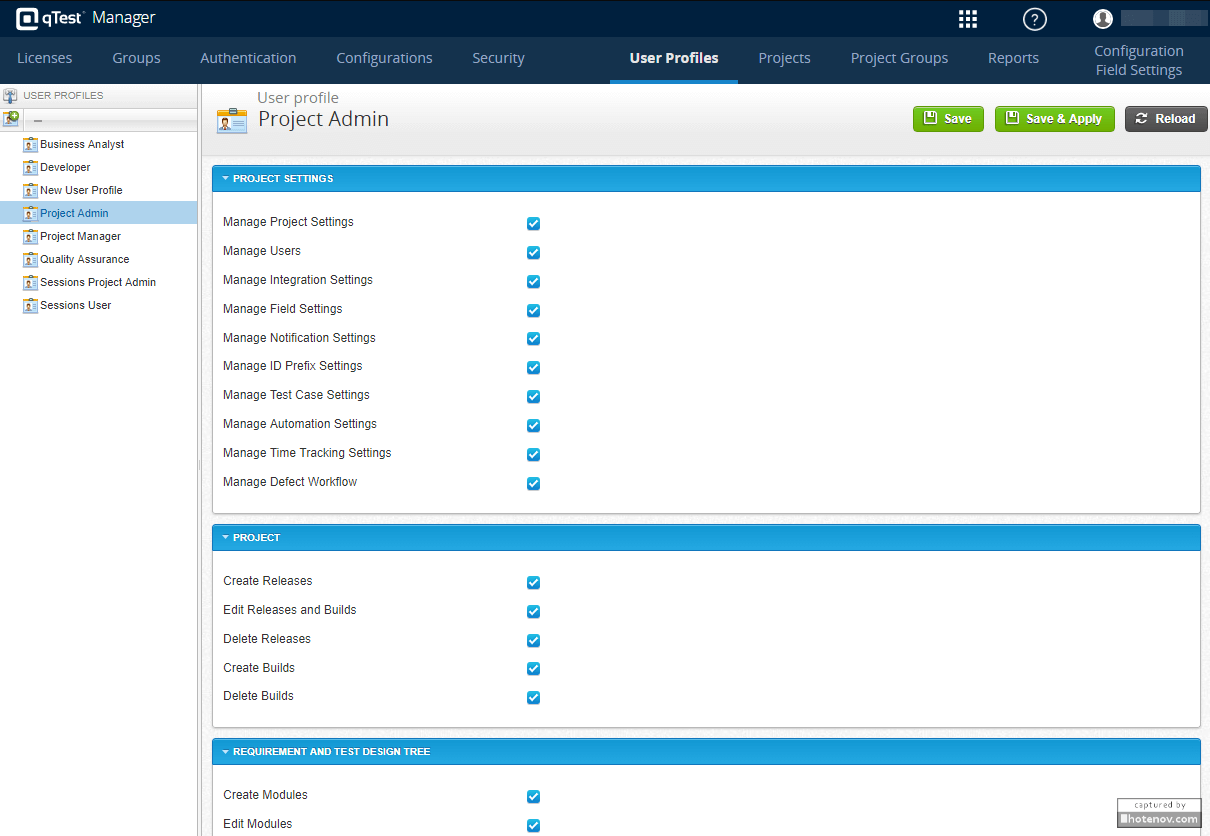 qTest Manager
?
Licenses
Groups
Authentication
Configurations
Security
User Profiles
Projects
Project Groups
Reports
Configuration
Field Settings
USER PROFILES
Business Analyst
Developer
New User Profile
Project Admin
Project Manager
Quality Assurance
Sessions Project Admin
Sessions User
User profile
Project Admin
Save
Save & Apply
Reload
PROJECT SETTINGS
Manage Project Settings
Manage Users
Manage Integration Settings
Manage Field Settings
Manage Notification Settings
Manage ID Prefix Settings
Manage Test Case Settings
Manage Automation Settings
Manage Time Tracking Settings
Manage Defect Workflow
PROJECT
Create Releases
Edit Releases and Builds
Delete Releases
Create Builds
Delete Builds
REQUIREMENT AND TEST DESIGN TREE
Create Modules
Edit Modules
captured by
hotenov.com